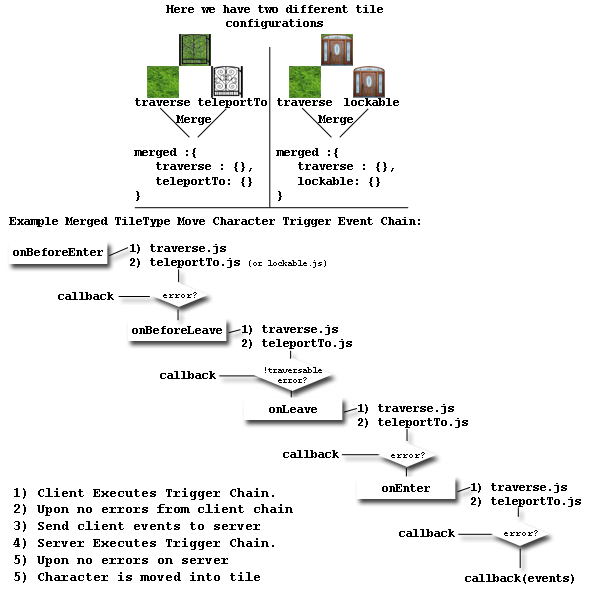 Here we have two different tile
configurations
traverse teleportTo
Merge
merged :{
traverse : {},
teleportTo: {}
}
traverse lockable
Merge
merged :{
traverse : {},
lockable: {}
}
Example Merged TileType Move Character Trigger Event Chain:
onBeforeEnter
1) traverse.js
2) teleportTo.js (or lockable.js)
callback
error?
onBeforeLeave
1) traverse.js
2) teleportTo.js
callback
!traversable
error?
onLeave
1) traverse.js
2) teleportTo.js
callback
error?
onEnter
1) traverse.js
2) teleportTo.js
callback
error?
callback(events)
1) Client Executes Trigger Chain.
2) Upon no errors from client chain
3) Send client events to server
4) Server Executes Trigger Chain.
5) Upon no errors on server
5) Character is moved into tile